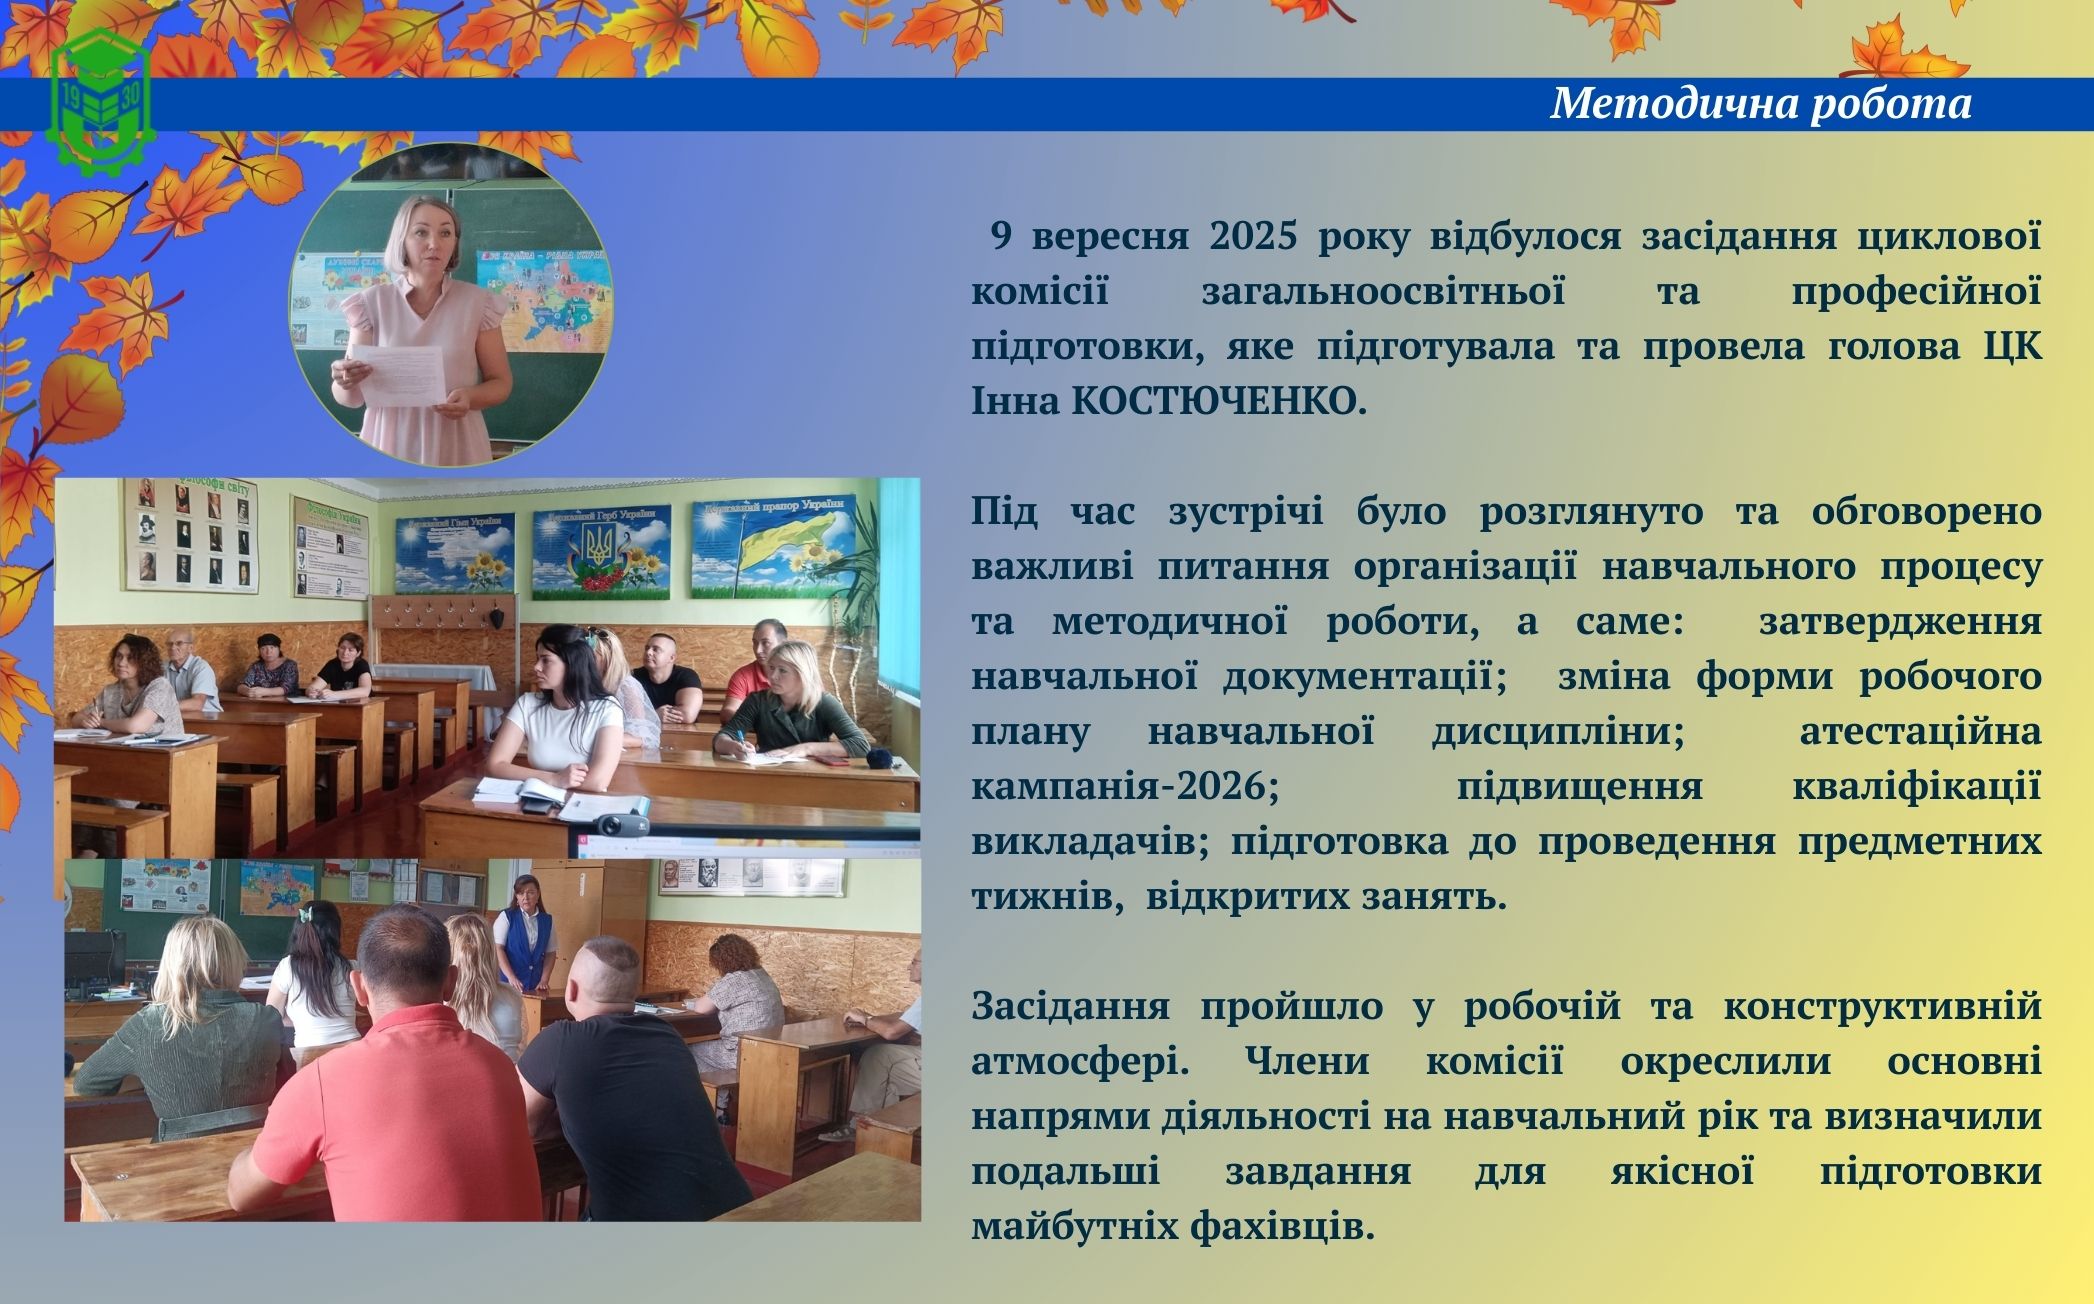 19 30
Методична робота
9 вересня 2025 року відбулося засідання циклової
комісії загальноосвітньої та професійної
підготовки, яке підготувала та провела голова ЦК
Інна КОСТЮЧЕНКО.
Під час зустрічі було розглянуто та обговорено
важливі питання організації навчального процесу
та методичної роботи, а саме: затвердження
навчальної документації; зміна форми робочого
плану навчальної дисципліни; атестаційна
кампанія-2026; підвищення кваліфікації
викладачів; підготовка до проведення предметних
тижнів, відкритих занять.
Засідання пройшло у робочій та конструктивній
атмосфері. Члени комісії окреслили основні
напрями діяльності на навчальний рік та визначили
подальші завдання для якісної підготовки
майбутніх фахівців.
КРАЇНА – РІДНА
Філософи світу
Філософія України
Державний Гімн України
Державний Герб України
Державний прапор України